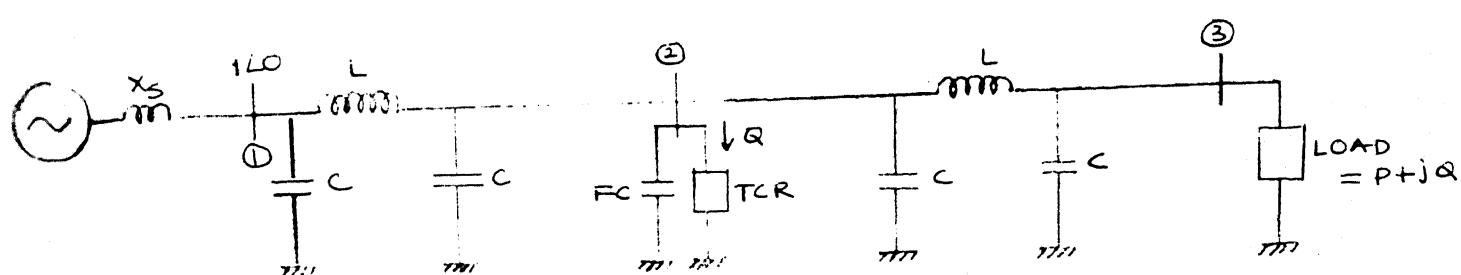 ③
②
1∠0
L
L
Xs
①
Q
C
C
FC
TCR
C
C
LOAD
= P+jQ